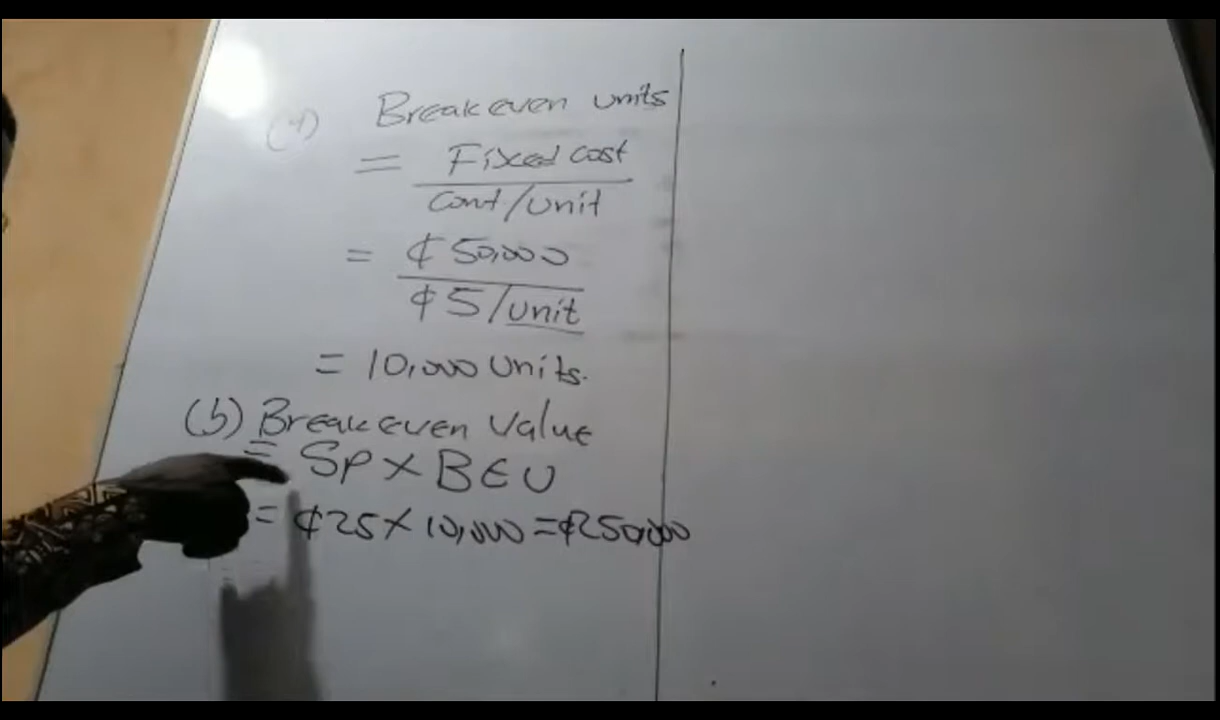 (a) Breakeven units
= Fixed cost
Cont/unit
= ¢50,000
¢5/unit
= 10,000 units.
(b) Breakeven value
= SP x BEU
= ¢25 x 10,000 = ¢250,000